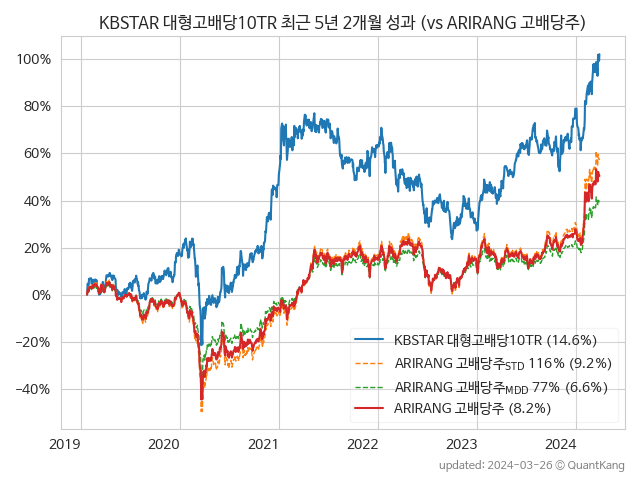 KBSTAR 대형고배당10TR 최근 5년 2개월 성과 (vs ARIRANG 고배당주)
100%
80%
60%
40%
20%
0%
−20%
−40%
KBSTAR 대형고배당10TR (14.6%)
ARIRANG 고배당주STD 116% (9.2%)
ARIRANG 고배당주MDD 77% (6.6%)
ARIRANG 고배당주 (8.2%)
2019 2020 2021 2022 2023 2024
updated: 2024-03-26 © QuantKang